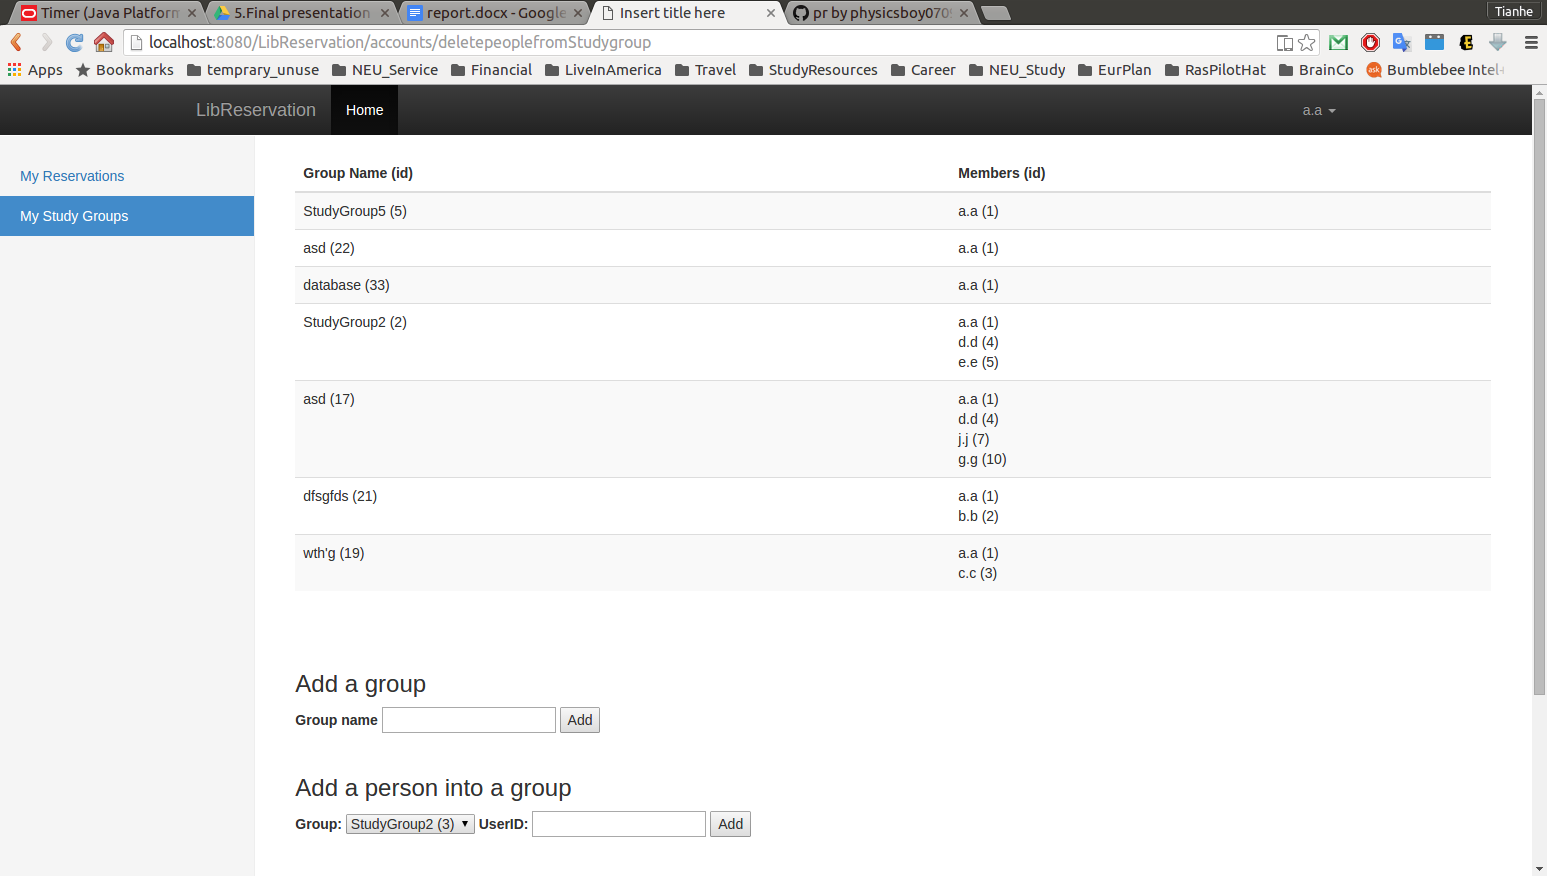 Timer (Java Platform
5.Final presentation
report.docx - Google
Insert title here
pr by physicsboy070
Tianhe
localhost:8080/LibReservation/accounts/deletepeoplefromStudygroup
Apps Bookmarks temprary_unuse NEU_Service Financial LiveInAmerica Travel StudyResources Career NEU_Study EurPlan RasPilotHat BrainCo ask Bumblebee Intel
LibReservation Home a.a
My Reservations
My Study Groups
Group Name (id) Members (id)
StudyGroup5 (5) a.a (1)
asd (22) a.a (1)
database (33) a.a (1)
StudyGroup2 (2) a.a (1)
d.d (4)
e.e (5)
asd (17) a.a (1)
d.d (4)
j.j (7)
g.g (10)
dfsgfds (21) a.a (1)
b.b (2)
wth'g (19) a.a (1)
c.c (3)
Add a group
Group name Add
Add a person into a group
Group: StudyGroup2 (3) UserID: Add